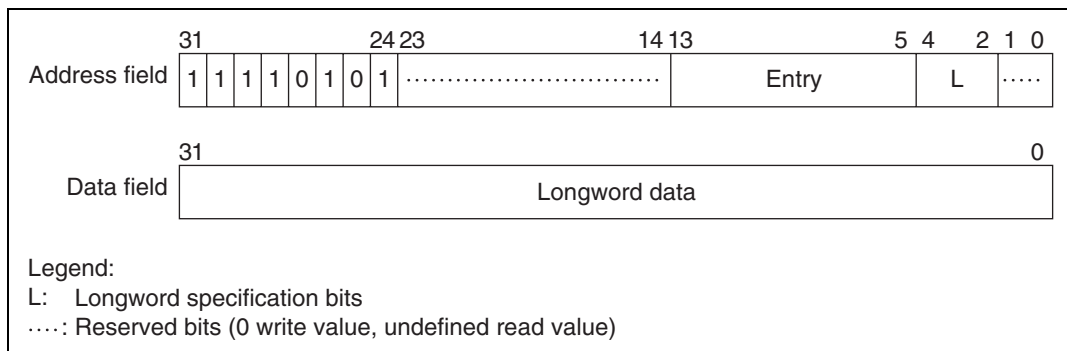 31 24 23 14 13 5 4 2 1 0
Address field 1 1 1 1 0 1 0 1 ............................. Entry L .....
31 0
Data field Longword data
Legend:
L: Longword specification bits
....: Reserved bits (0 write value, undefined read value)